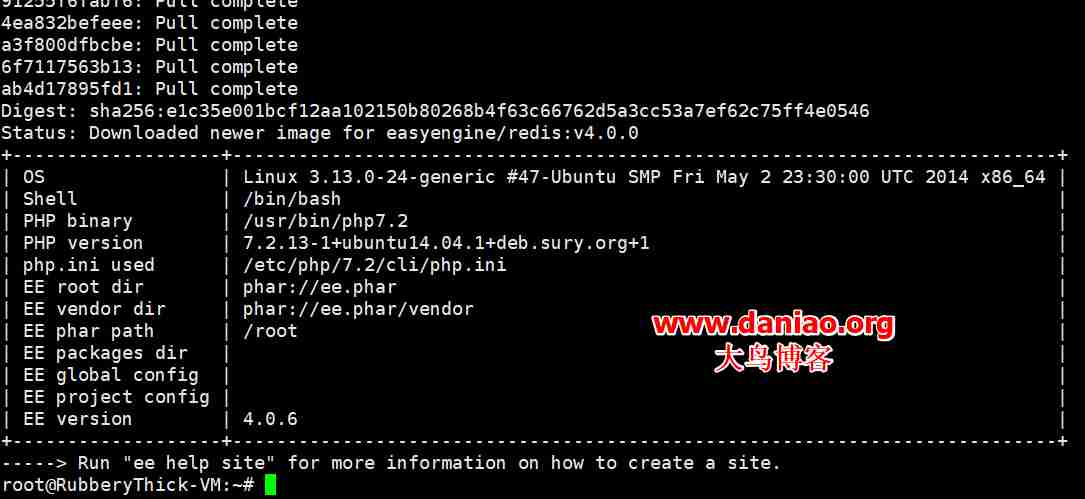 91255f6fabf6: Pull complete
4ea832befeee: Pull complete
a3f800dfbcbe: Pull complete
6f7117563b13: Pull complete
ab4d17895fd1: Pull complete
Digest: sha256:e1c35e001bcf12aa102150b80268b4f63c66762d5a3cc53a7ef62c75ff4e0546
Status: Downloaded newer image for easyengine/redis:v4.0.0
+-------------------+----------------------------------------------------------------------------+
| OS | Linux 3.13.0-24-generic #47-Ubuntu SMP Fri May 2 23:30:00 UTC 2014 x86_64 |
| Shell | /bin/bash |
| PHP binary | /usr/bin/php7.2 |
| PHP version | 7.2.13-1+ubuntu14.04.1+deb.sury.org+1 |
| php.ini used | /etc/php/7.2/cli/php.ini |
| EE root dir | phar://ee.phar |
| EE vendor dir | phar://ee.phar/vendor |
| EE phar path | /root |
| EE packages dir | |
| EE global config | |
| EE project config | |
| EE version | 4.0.6 |
+-------------------+----------------------------------------------------------------------------+
-----> Run "ee help site" for more information on how to create a site.
root@RubberyThick-VM:~#
www.daniao.org
大鸟博客